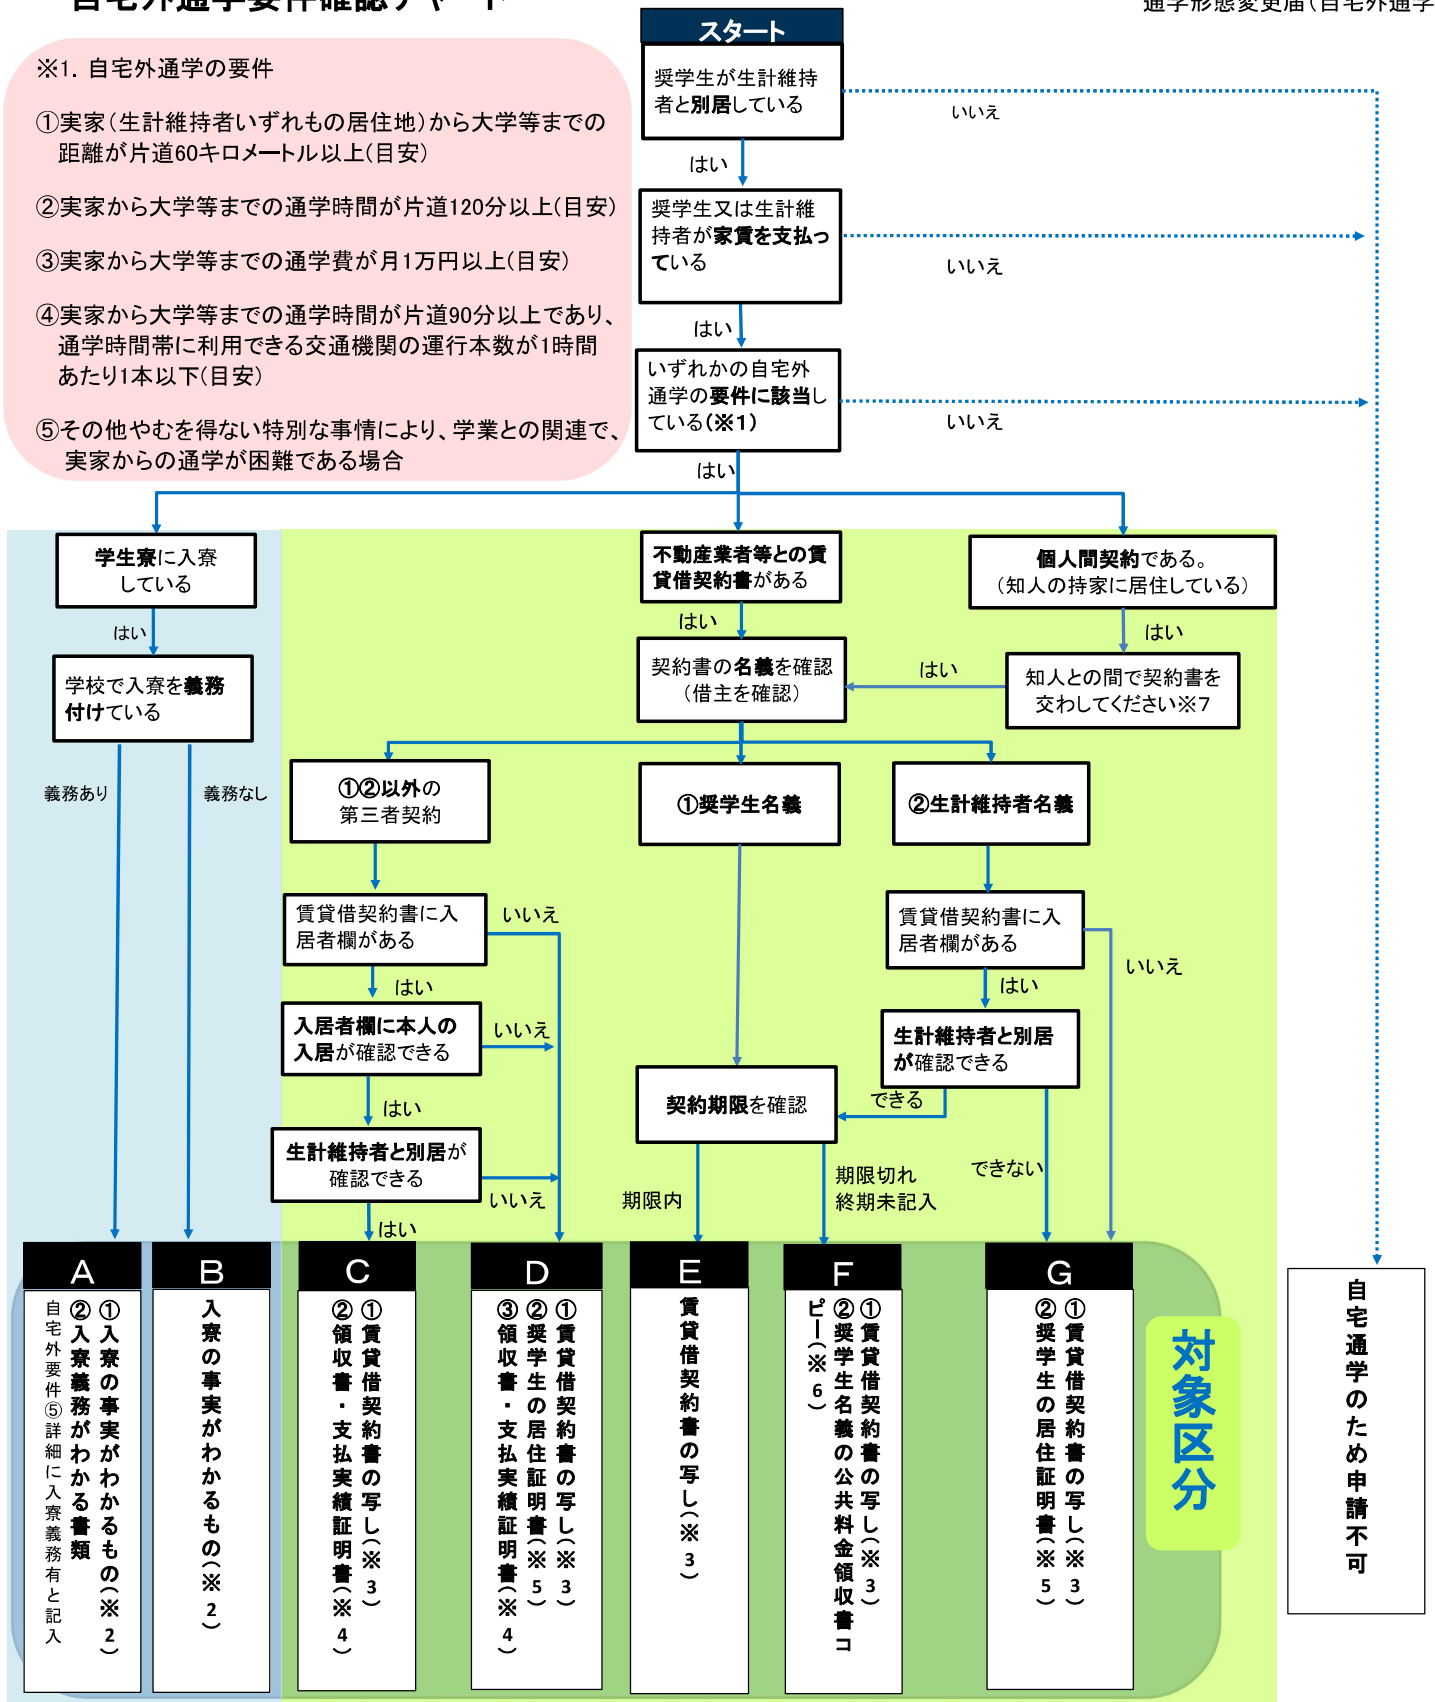 自宅外通学要件確認チャート
通学形態変更届(自宅外通学
スタート
※1. 自宅外通学の要件
①実家(生計維持者いずれもの居住地)から大学等までの
距離が片道60キロメートル以上(目安)
②実家から大学等までの通学時間が片道120分以上(目安)
③実家から大学等までの通学費が月1万円以上(目安)
④実家から大学等までの通学時間が片道90分以上であり、
通学時間帯に利用できる交通機関の運行本数が1時間
あたり1本以下(目安)
⑤その他やむを得ない特別な事情により、学業との関連で、
実家からの通学が困難である場合
奨学生が生計維持
者と別居している
いいえ
はい
奨学生又は生計維
持者が家賃を支払っ
ている
いいえ
はい
いずれかの自宅外
通学の要件に該当し
ている(※1)
いいえ
はい
学生寮に入寮
している
はい
学校で入寮を義務
付けている
義務あり
義務なし
不動産業者等との賃
貸借契約書がある
はい
契約書の名義を確認
(借主を確認)
個人間契約である。
(知人の持家に居住している)
はい
知人との間で契約書を
交わしてください※7
はい
①②以外の
第三者契約
①奨学生名義
②生計維持者名義
賃貸借契約書に入
居者欄がある
いいえ
はい
入居者欄に本人の
入居が確認できる
いいえ
はい
生計維持者と別居が
確認できる
いいえ
はい
賃貸借契約書に入
居者欄がある
いいえ
はい
生計維持者と別居
が確認できる
できる
できない
契約期限を確認
期限内
期限切れ
終期未記入
A
①入寮の事実がわかるもの(※2)
②入寮義務がわかる書類
自宅外要件⑤詳細に入寮義務有と記入
B
入寮の事実がわかるもの(※2)
C
①賃貸借契約書の写し(※3)
②領収書・支払実績証明書(※4)
D
①賃貸借契約書の写し(※3)
②奨学生の居住証明書(※5)
③領収書・支払実績証明書(※4)
E
賃貸借契約書の写し(※3)
F
①賃貸借契約書の写し(※3)
②奨学生名義の公共料金領収書コ
ピー(※6)
G
①賃貸借契約書の写し(※3)
②奨学生の居住証明書(※5)
対象区分
自宅通学のため申請不可